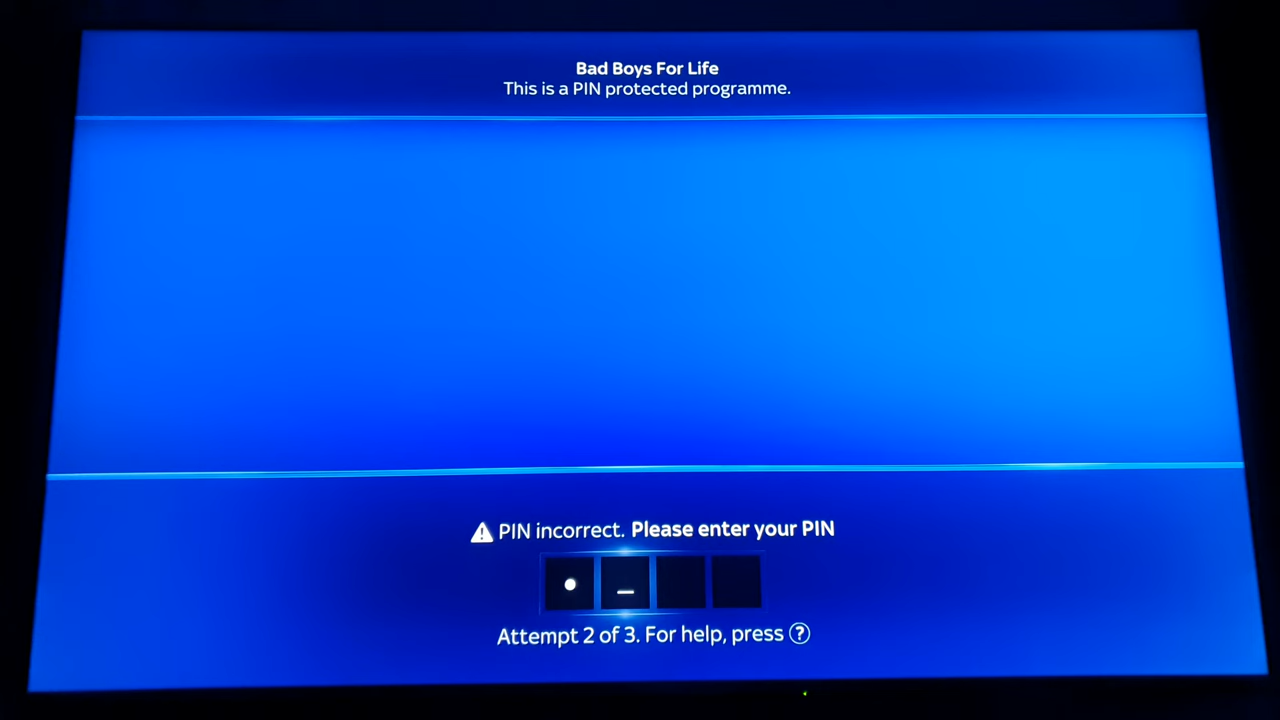 Bad Boys For Life
This is a PIN protected programme.
⚠ PIN incorrect. Please enter your PIN
Attempt 2 of 3. For help, press ?